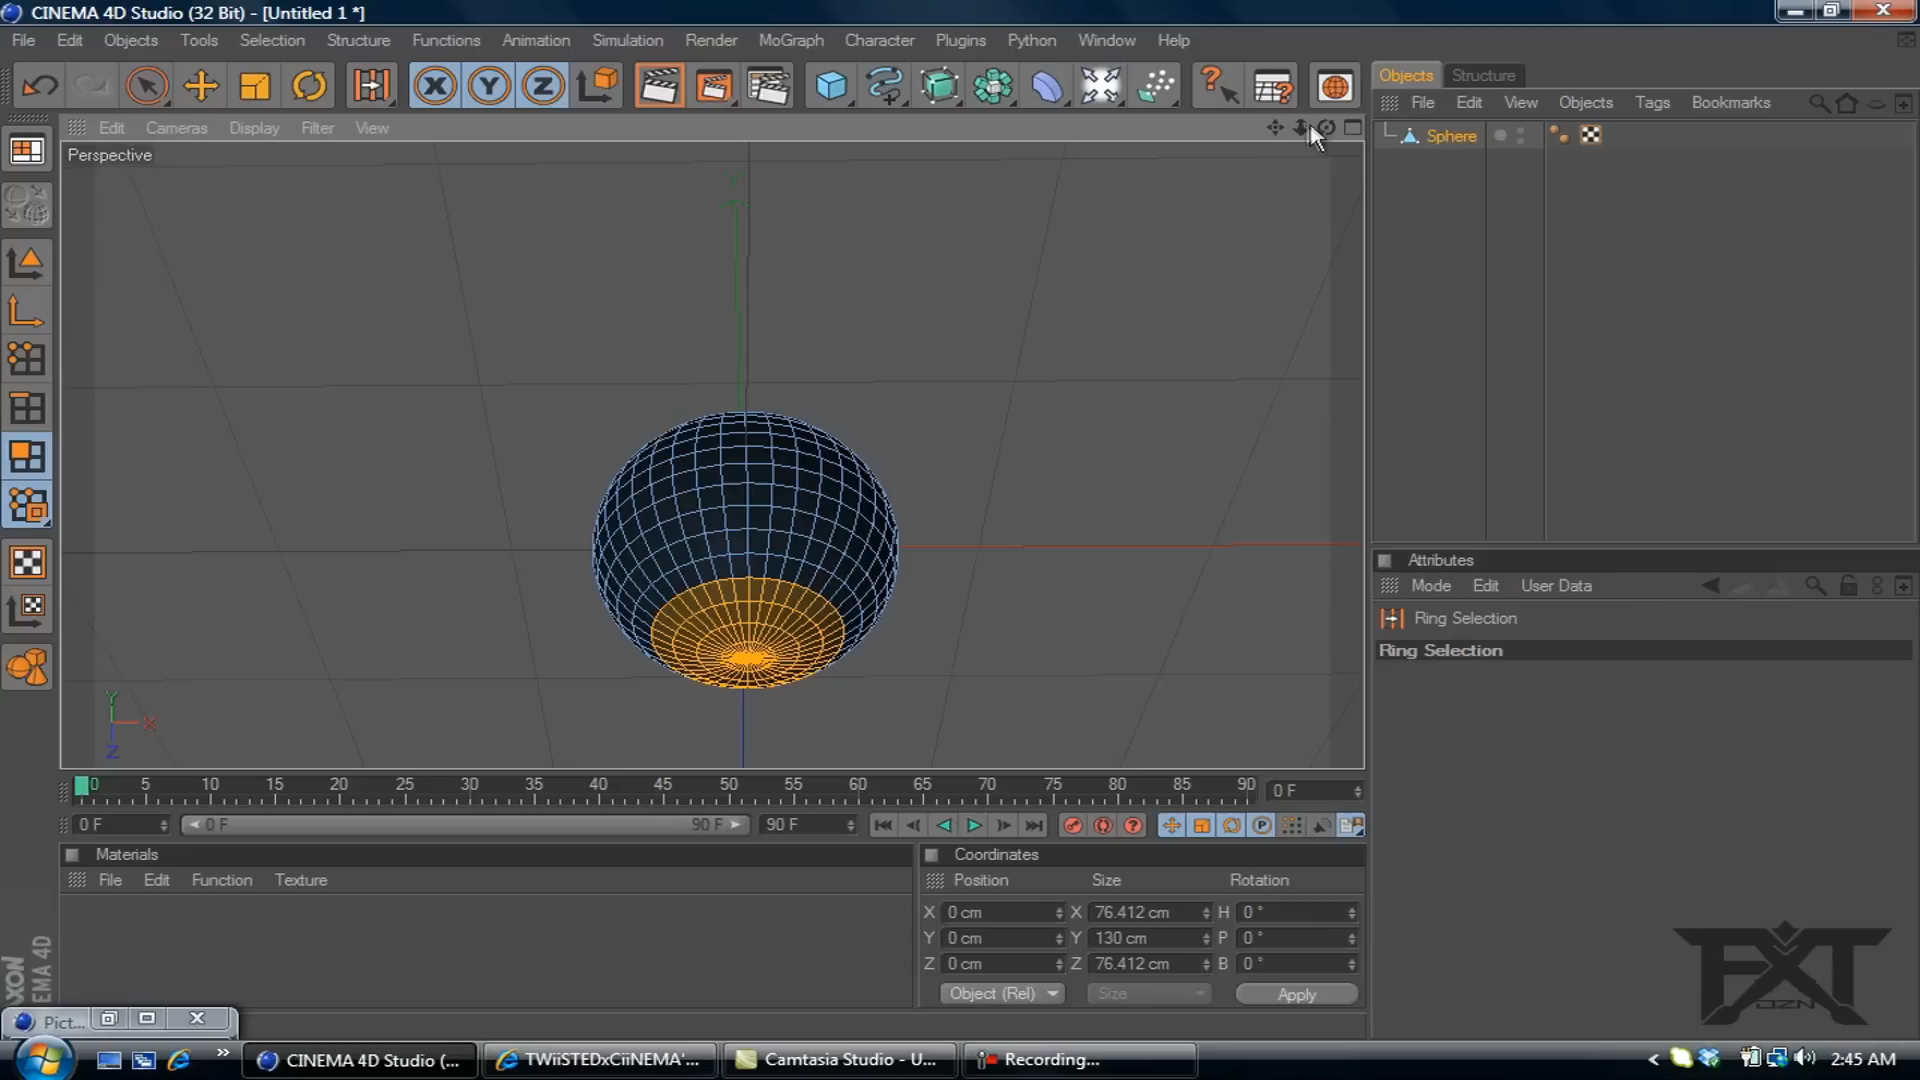 CINEMA 4D Studio (32 Bit) - [Untitled 1 *]
File Edit Objects Tools Selection Structure Functions Animation Simulation Render MoGraph Character Plugins Python Window Help
X Y Z
Objects Structure
File Edit View Objects Tags Bookmarks
Edit Cameras Display Filter View
Sphere
Perspective
Y
Y X
Z
Attributes
Mode Edit User Data
Ring Selection
Ring Selection
0 5 10 15 20 25 30 35 40 45 50 55 60 65 70 75 80 85 90 0 F
0 F 0 F 90 F 90 F
Materials
File Edit Function Texture
Coordinates
Position Size Rotation
X 0 cm X 76.412 cm H 0 °
Y 0 cm Y 130 cm P 0 °
Z 0 cm Z 76.412 cm B 0 °
Object (Rel) Size Apply
FXT
DZN
Pict...
CINEMA 4D Studio (... TWiiSTEDxCiiNEMA'... Camtasia Studio - U... Recording... 2:45 AM